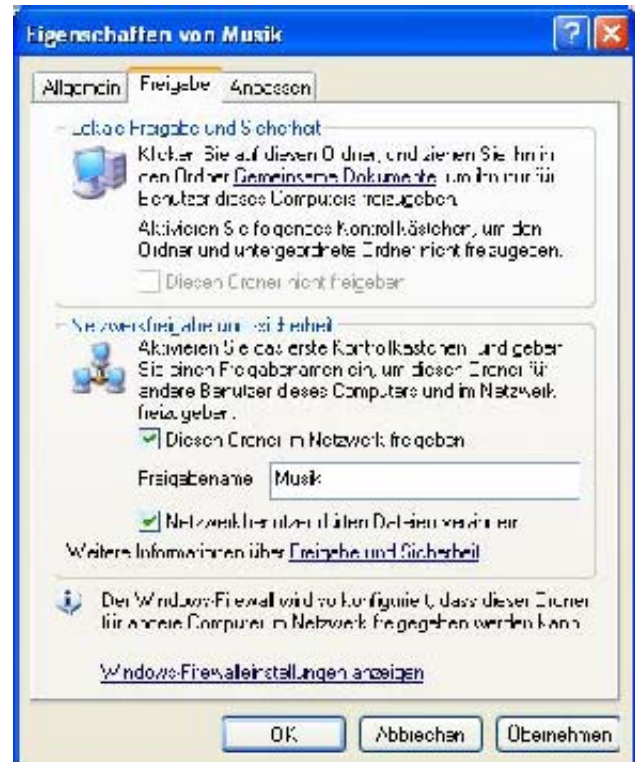 Eigenschaften von Musik
Allgemein Freigabe Anpassen
Lokale Freigabe und Sicherheit
Klicken Sie auf diesen Ordner, und ziehen Sie ihn in
den Ordner Gemeinsame Dokumente, um ihn nur für
Benutzer dieses Computers freizugeben.
Aktivieren Sie folgendes Kontrollkästchen, um den
Ordner und untergeordnete Ordner nicht freizugeben.
Diesen Ordner nicht freigeben
Netzwerkfreigabe und -sicherheit
Aktivieren Sie das erste Kontrollkästchen, und geben
Sie einen Freigabenamen ein, um diesen Ordner für
andere Benutzer dieses Computers und im Netzwerk
freizugeben.
Diesen Ordner im Netzwerk freigeben
Freigabename Musik
Netzwerkbenutzer dürfen Dateien verändern
Weitere Informationen über Freigabe und Sicherheit
Der Windows-Firewall wird so konfiguriert, dass dieser Ordner
für andere Computer im Netzwerk freigegeben werden kann
Windows-Firewalleinstellungen anzeigen
OK Abbrechen Übernehmen